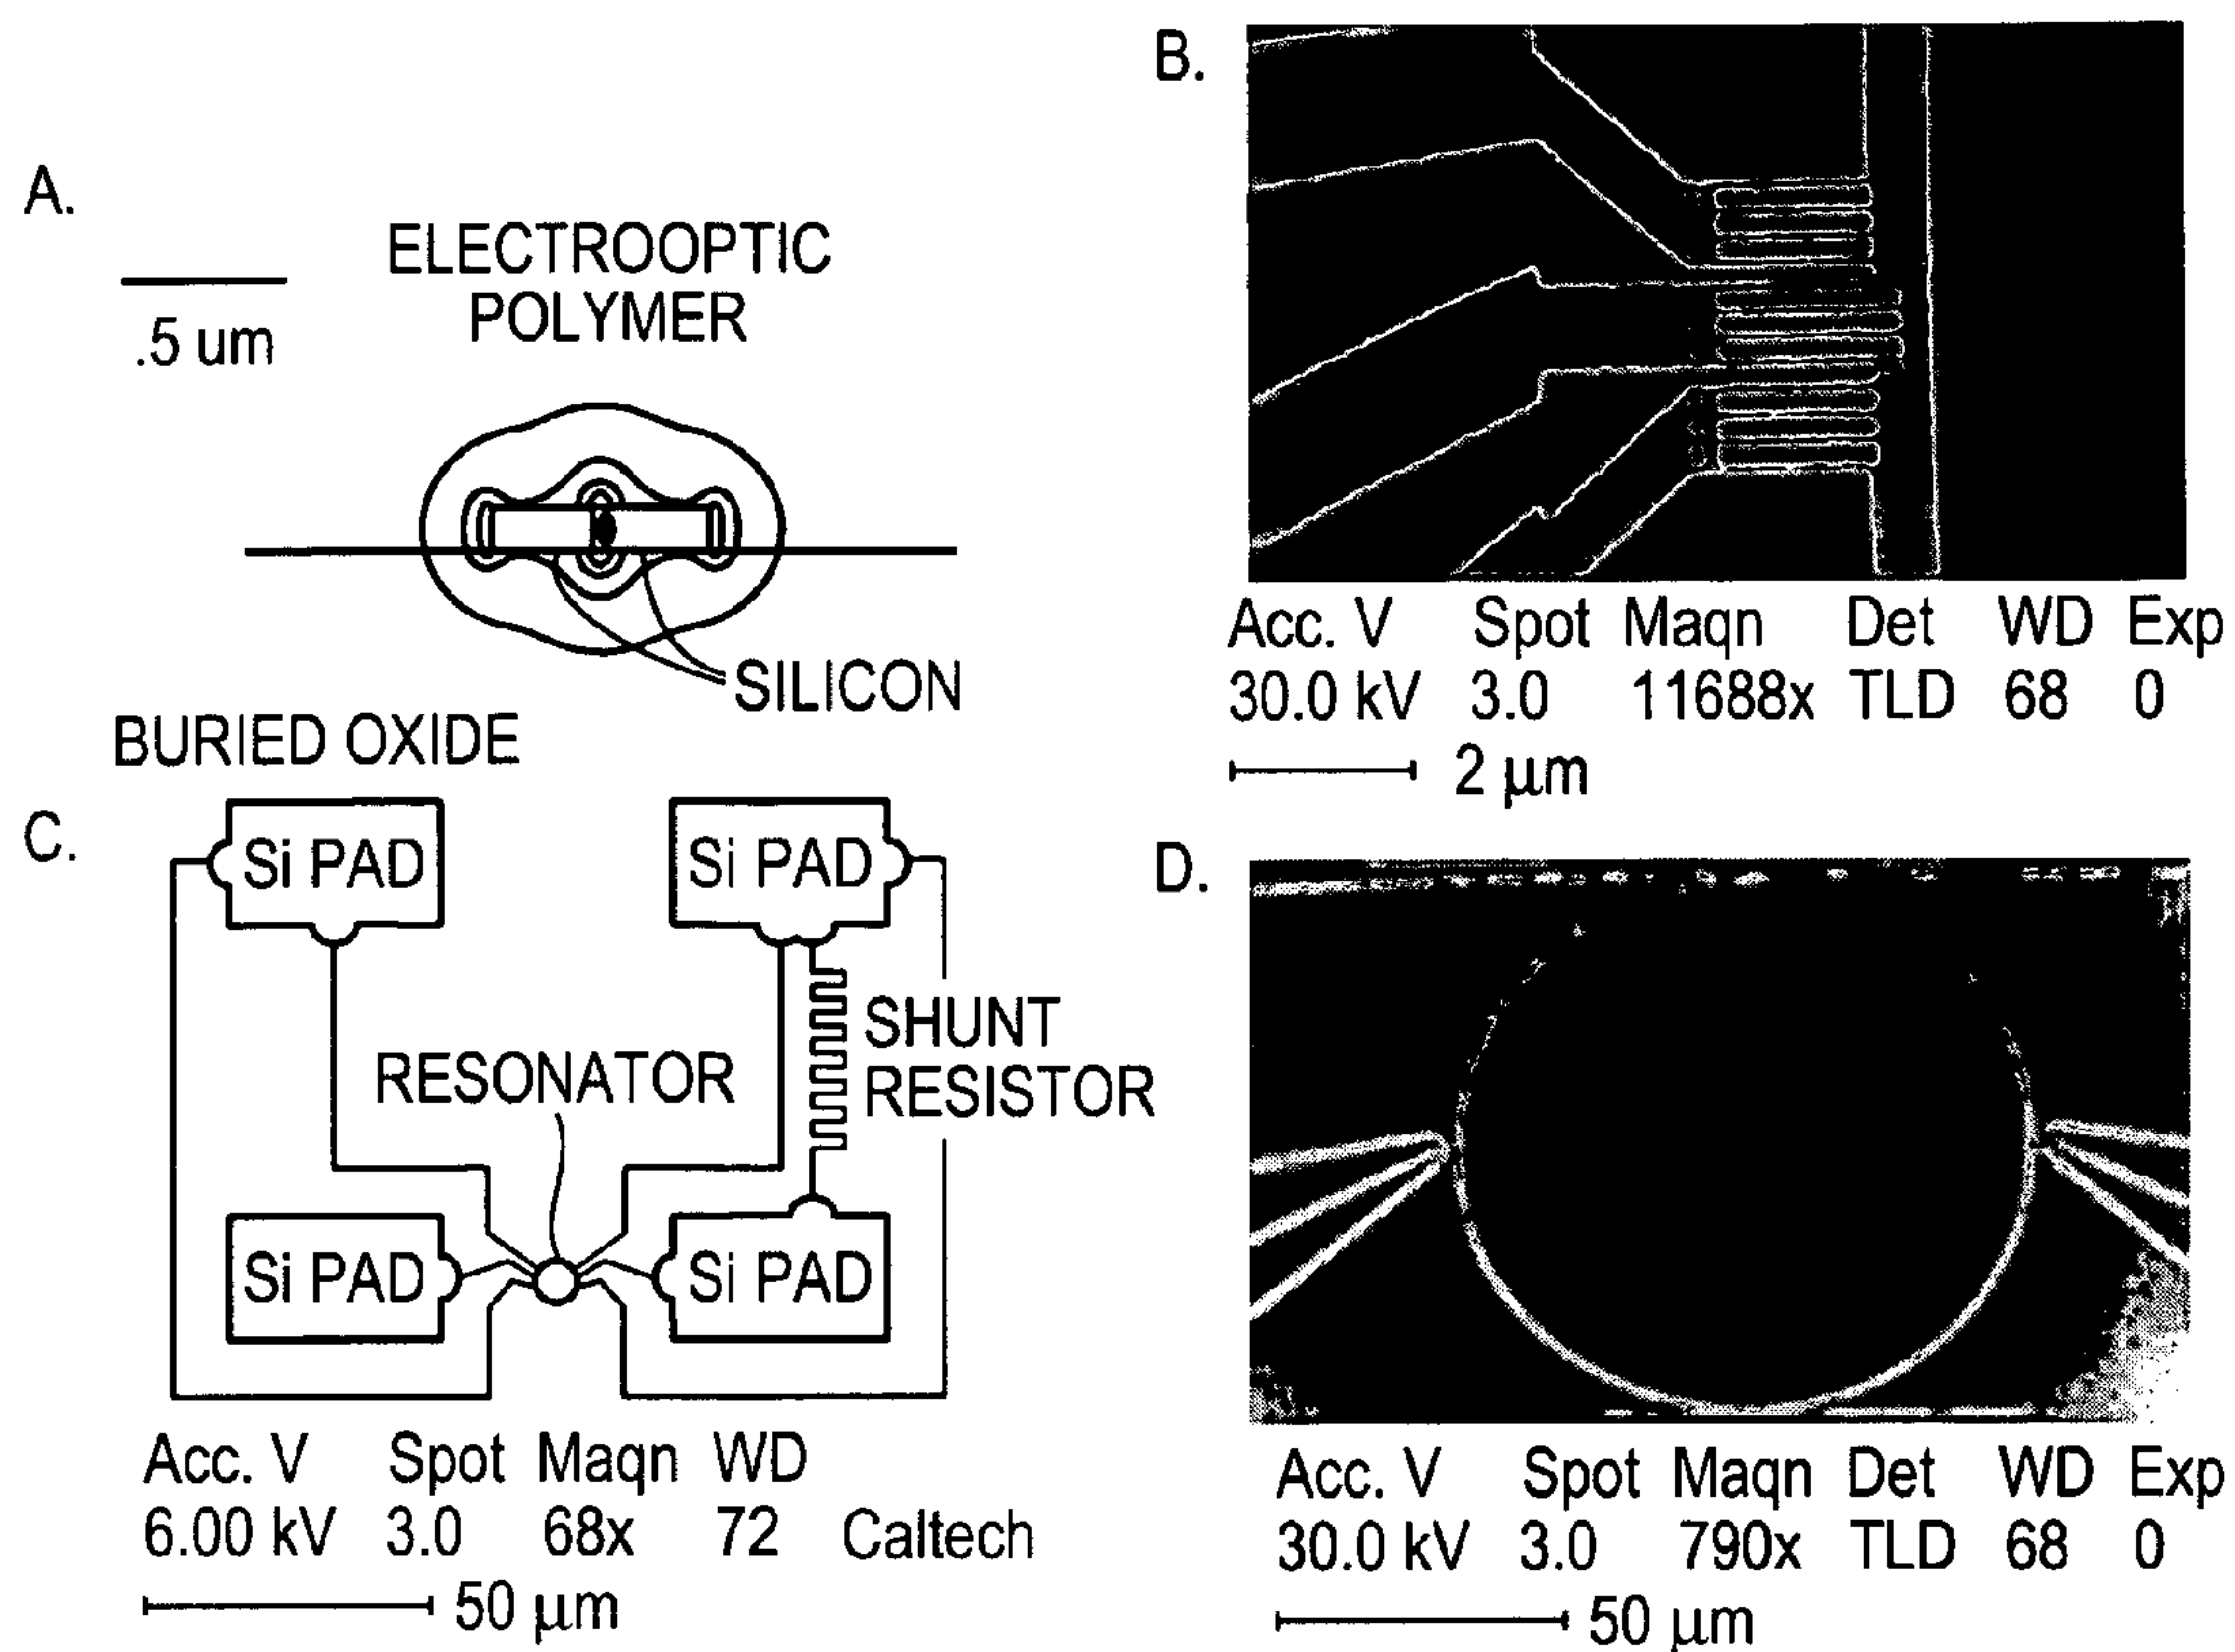 A.
ELECTROOPTIC
POLYMER
.5 um
SILICON
BURIED OXIDE
B.
Acc. V Spot Maqn Det WD Exp
30.0 kV 3.0 11688x TLD 68 0
2 μm
C.
Si PAD Si PAD
SHUNT
RESISTOR
RESONATOR
Si PAD Si PAD
Acc. V Spot Maqn WD
6.00 kV 3.0 68x 72 Caltech
50 μm
D.
Acc. V Spot Maqn Det WD Exp
30.0 kV 3.0 790x TLD 68 0
50 μm